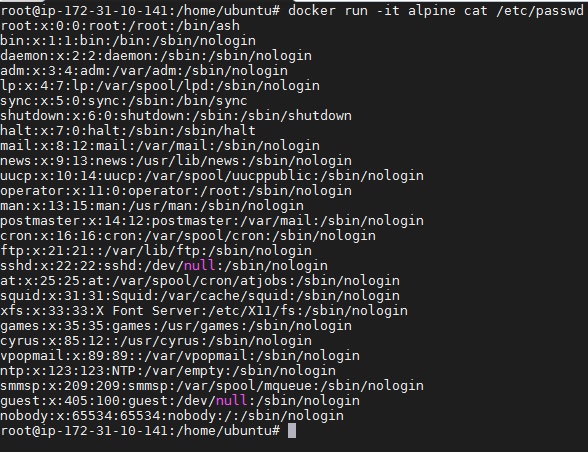 root@ip-172-31-10-141:/home/ubuntu# docker run -it alpine cat /etc/passwd
root:x:0:0:root:/root:/bin/ash
bin:x:1:1:bin:/bin:/sbin/nologin
daemon:x:2:2:daemon:/sbin:/sbin/nologin
adm:x:3:4:adm:/var/adm:/sbin/nologin
lp:x:4:7:lp:/var/spool/lpd:/sbin/nologin
sync:x:5:0:sync:/sbin:/bin/sync
shutdown:x:6:0:shutdown:/sbin:/sbin/shutdown
halt:x:7:0:halt:/sbin:/sbin/halt
mail:x:8:12:mail:/var/mail:/sbin/nologin
news:x:9:13:news:/usr/lib/news:/sbin/nologin
uucp:x:10:14:uucp:/var/spool/uucppublic:/sbin/nologin
operator:x:11:0:operator:/root:/sbin/nologin
man:x:13:15:man:/usr/man:/sbin/nologin
postmaster:x:14:12:postmaster:/var/mail:/sbin/nologin
cron:x:16:16:cron:/var/spool/cron:/sbin/nologin
ftp:x:21:21::/var/lib/ftp:/sbin/nologin
sshd:x:22:22:sshd:/dev/null:/sbin/nologin
at:x:25:25:at:/var/spool/cron/atjobs:/sbin/nologin
squid:x:31:31:Squid:/var/cache/squid:/sbin/nologin
xfs:x:33:33:X Font Server:/etc/X11/fs:/sbin/nologin
games:x:35:35:games:/usr/games:/sbin/nologin
cyrus:x:85:12::/usr/cyrus:/sbin/nologin
vpopmail:x:89:89::/var/vpopmail:/sbin/nologin
ntp:x:123:123:NTP:/var/empty:/sbin/nologin
smmsp:x:209:209:smmsp:/var/spool/mqueue:/sbin/nologin
guest:x:405:100:guest:/dev/null:/sbin/nologin
nobody:x:65534:65534:nobody:/:/sbin/nologin
root@ip-172-31-10-141:/home/ubuntu#